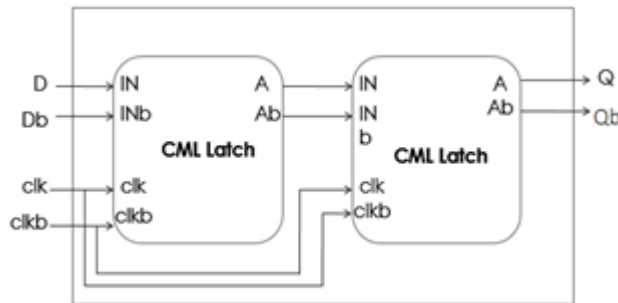 D IN A IN A Q
Db INb Ab IN b Ab Qb
CML Latch CML Latch
clk clk clk
clkb clkb clkb